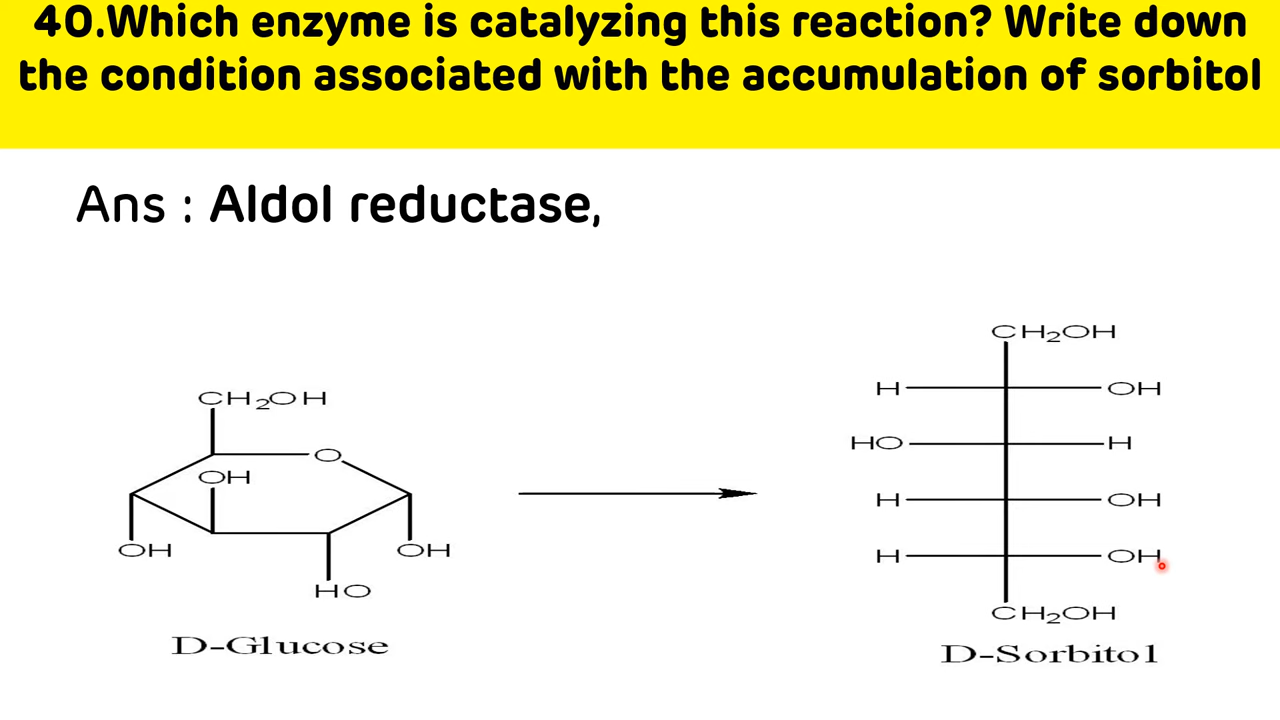 40.Which enzyme is catalyzing this reaction? Write down
the condition associated with the accumulation of sorbitol
Ans : Aldol reductase,
CH₂OH
H OH
HO H
H OH
H OH
CH₂OH
D-Sorbitol
CH₂OH
O
OH
OH
OH
HO
D-Glucose